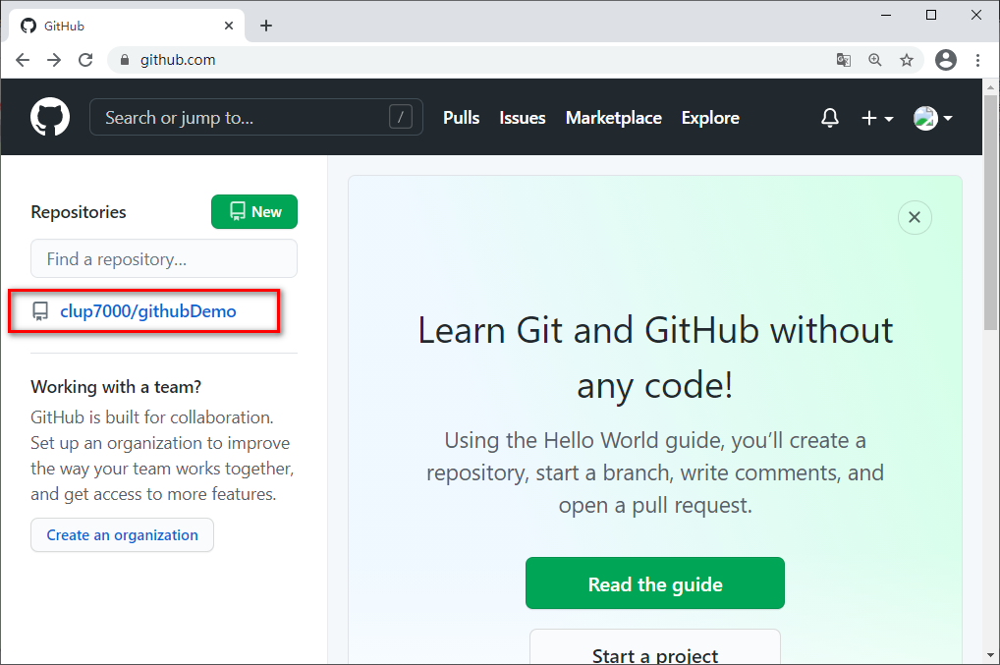 GitHub
github.com
Search or jump to... /
Pulls Issues Marketplace Explore
Repositories
New
Find a repository...
clup7000/githubDemo
Working with a team?
GitHub is built for collaboration.
Set up an organization to improve
the way your team works together,
and get access to more features.
Create an organization
Learn Git and GitHub without
any code!
Using the Hello World guide, you’ll create a
repository, start a branch, write comments, and
open a pull request.
Read the guide
Start a project